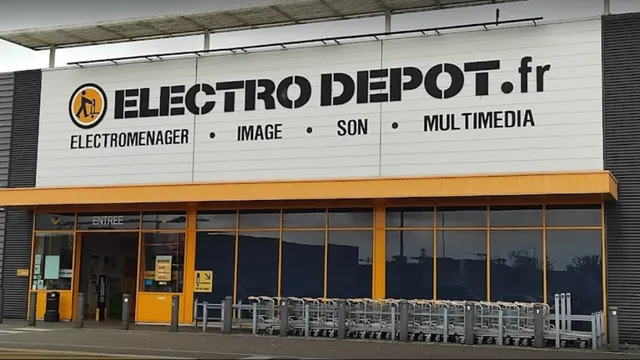 ELECTRO DEPOT.fr
ELECTROMENAGER • IMAGE • SON • MULTIMEDIA
ENTREE